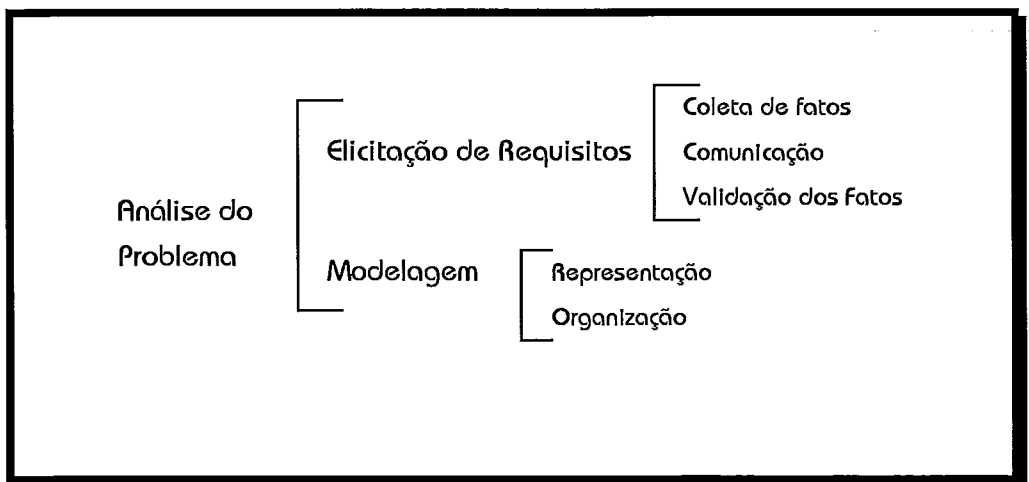 Análise do
Problema
Elicitação de Requisitos
Coleta de fatos
Comunicação
Validação dos Fatos
Modelagem
Representação
Organização